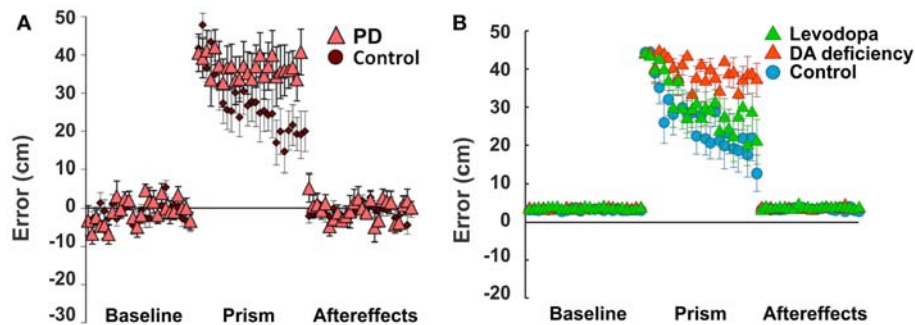 A
PD
Control
Error (cm)
50
40
30
20
10
0
-10
-20
-30
Baseline Prism Aftereffects
B
Levodopa
DA deficiency
Control
Error (cm)
50
40
30
20
10
0
-10
-20
Baseline Prism Aftereffects